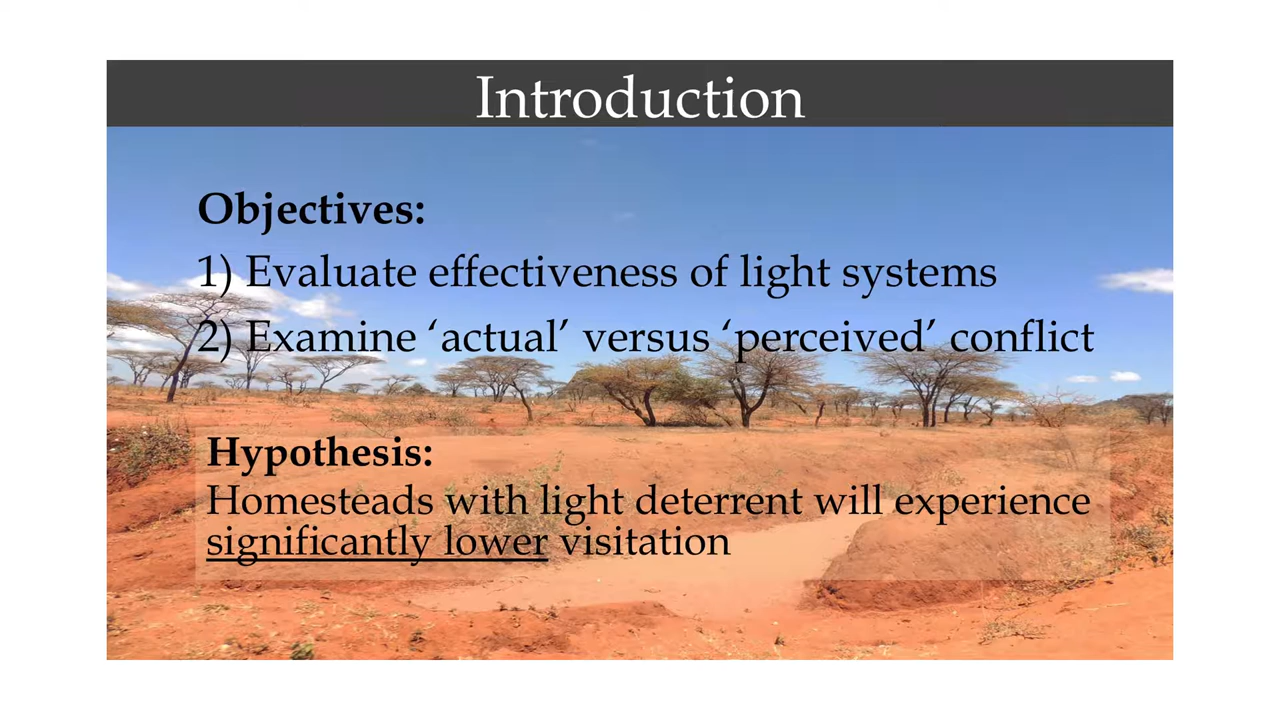 Introduction
Objectives:
1) Evaluate effectiveness of light systems
2) Examine ‘actual’ versus ‘perceived’ conflict
Hypothesis:
Homesteads with light deterrent will experience
significantly lower visitation